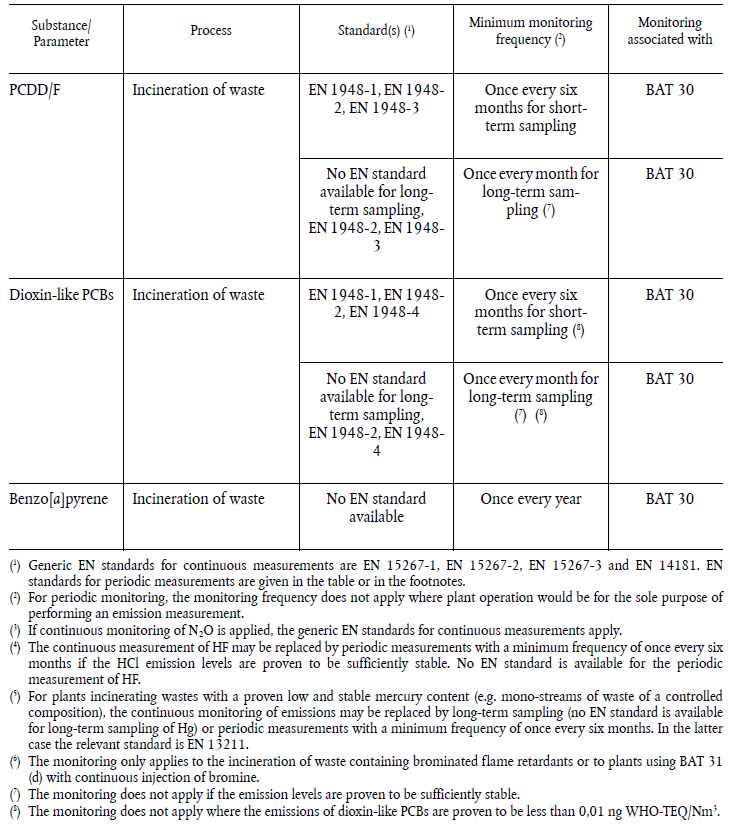 Substance/
Parameter
Process
Standard(s) (¹)
Minimum monitoring
frequency (²)
Monitoring
associated with
PCDD/F
Incineration of waste
EN 1948-1, EN 1948-
2, EN 1948-3
Once every six
months for short-
term sampling
BAT 30
No EN standard
available for long-
term sampling,
EN 1948-2, EN 1948-
3
Once every month for
long-term sam-
pling (⁷)
BAT 30
Dioxin-like PCBs
Incineration of waste
EN 1948-1, EN 1948-
2, EN 1948-4
Once every six
months for short-
term sampling (⁸)
BAT 30
No EN standard
available for long-
term sampling,
EN 1948-2, EN 1948-
4
Once every month for
long-term sampling
(⁷) (⁸)
BAT 30
Benzo[a]pyrene
Incineration of waste
No EN standard
available
Once every year
BAT 30
(¹) Generic EN standards for continuous measurements are EN 15267-1, EN 15267-2, EN 15267-3 and EN 14181. EN
standards for periodic measurements are given in the table or in the footnotes.
(²) For periodic monitoring, the monitoring frequency does not apply where plant operation would be for the sole purpose of
performing an emission measurement.
(³) If continuous monitoring of N₂O is applied, the generic EN standards for continuous measurements apply.
(⁴) The continuous measurement of HF may be replaced by periodic measurements with a minimum frequency of once every six
months if the HCl emission levels are proven to be sufficiently stable. No EN standard is available for the periodic
measurement of HF.
(⁵) For plants incinerating wastes with a proven low and stable mercury content (e.g. mono-streams of waste of a controlled
composition), the continuous monitoring of emissions may be replaced by long-term sampling (no EN standard is available
for long-term sampling of Hg) or periodic measurements with a minimum frequency of once every six months. In the latter
case the relevant standard is EN 13211.
(⁶) The monitoring only applies to the incineration of waste containing brominated flame retardants or to plants using BAT 31
(d) with continuous injection of bromine.
(⁷) The monitoring does not apply if the emission levels are proven to be sufficiently stable.
(⁸) The monitoring does not apply where the emissions of dioxin-like PCBs are proven to be less than 0,01 ng WHO-TEQ/Nm³.